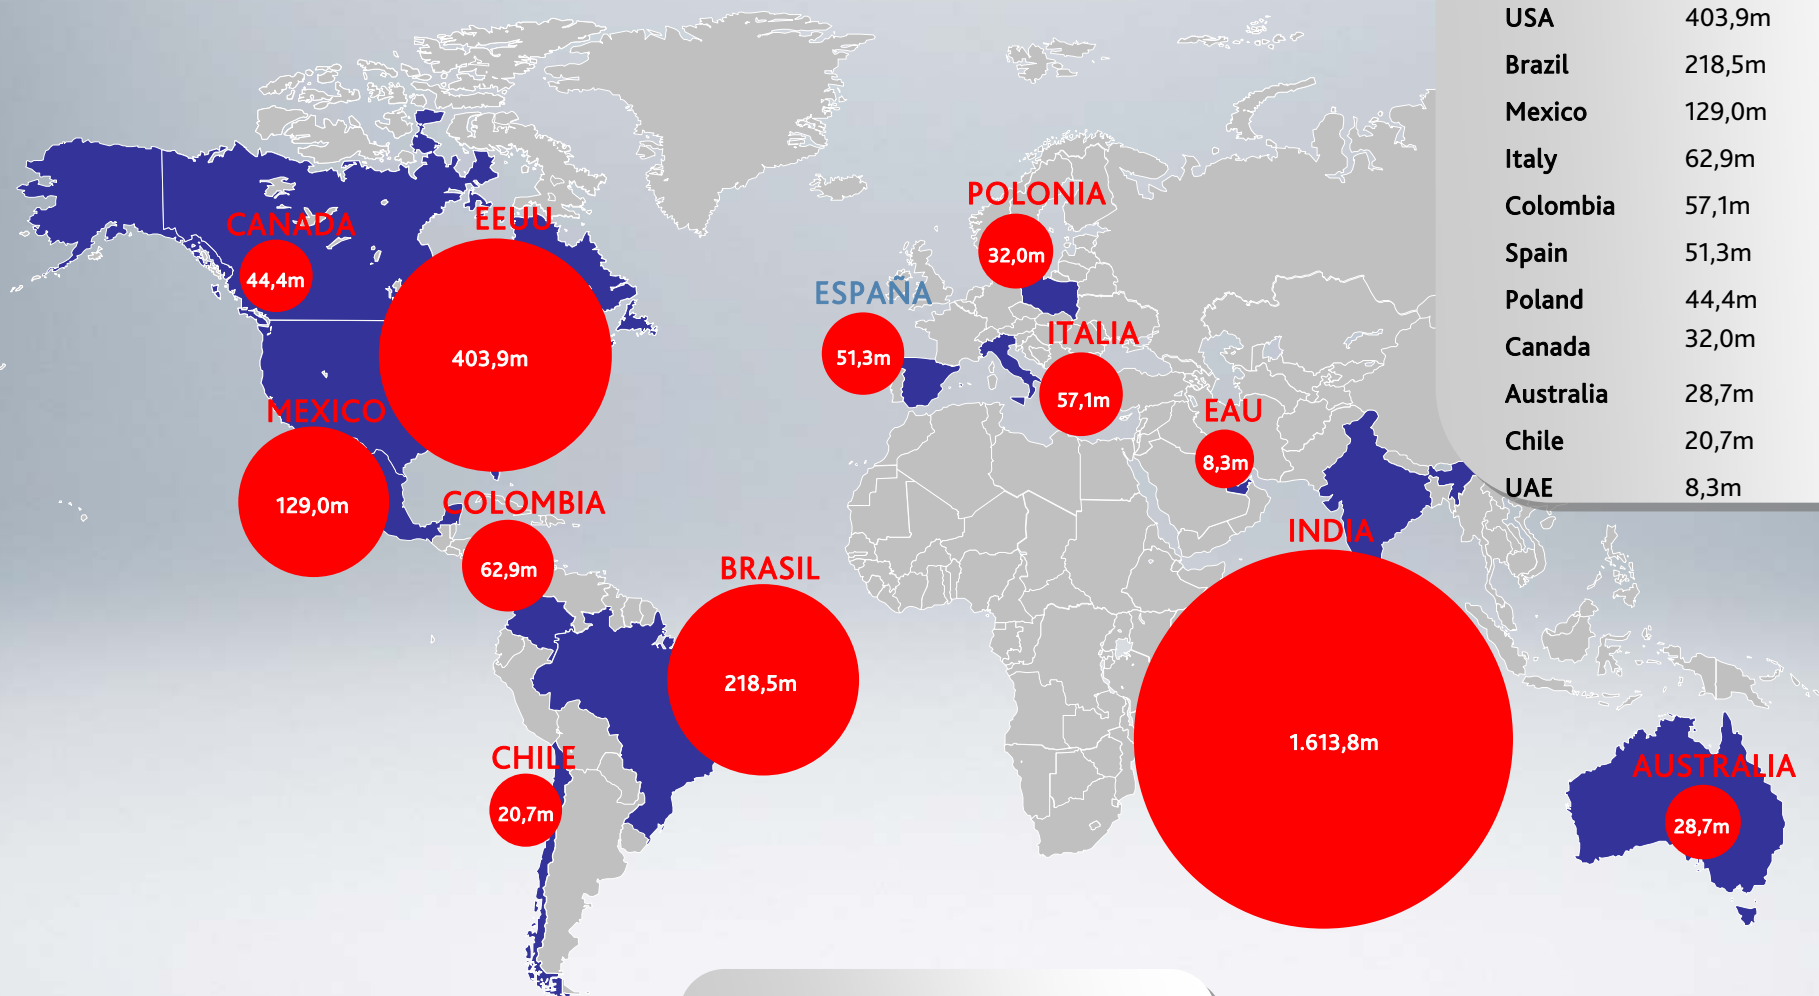 USA 403,9m
Brazil 218,5m
Mexico 129,0m
Italy 62,9m
Colombia 57,1m
Spain 51,3m
Poland 44,4m
Canada 32,0m
Australia 28,7m
Chile 20,7m
UAE 8,3m
POLONIA
32,0m
CANADA
44,4m
EEUU
403,9m
ESPAÑA
51,3m
ITALIA
57,1m
MEXICO
129,0m
EAU
8,3m
COLOMBIA
62,9m
INDIA
1.613,8m
BRASIL
218,5m
CHILE
20,7m
AUSTRALIA
28,7m